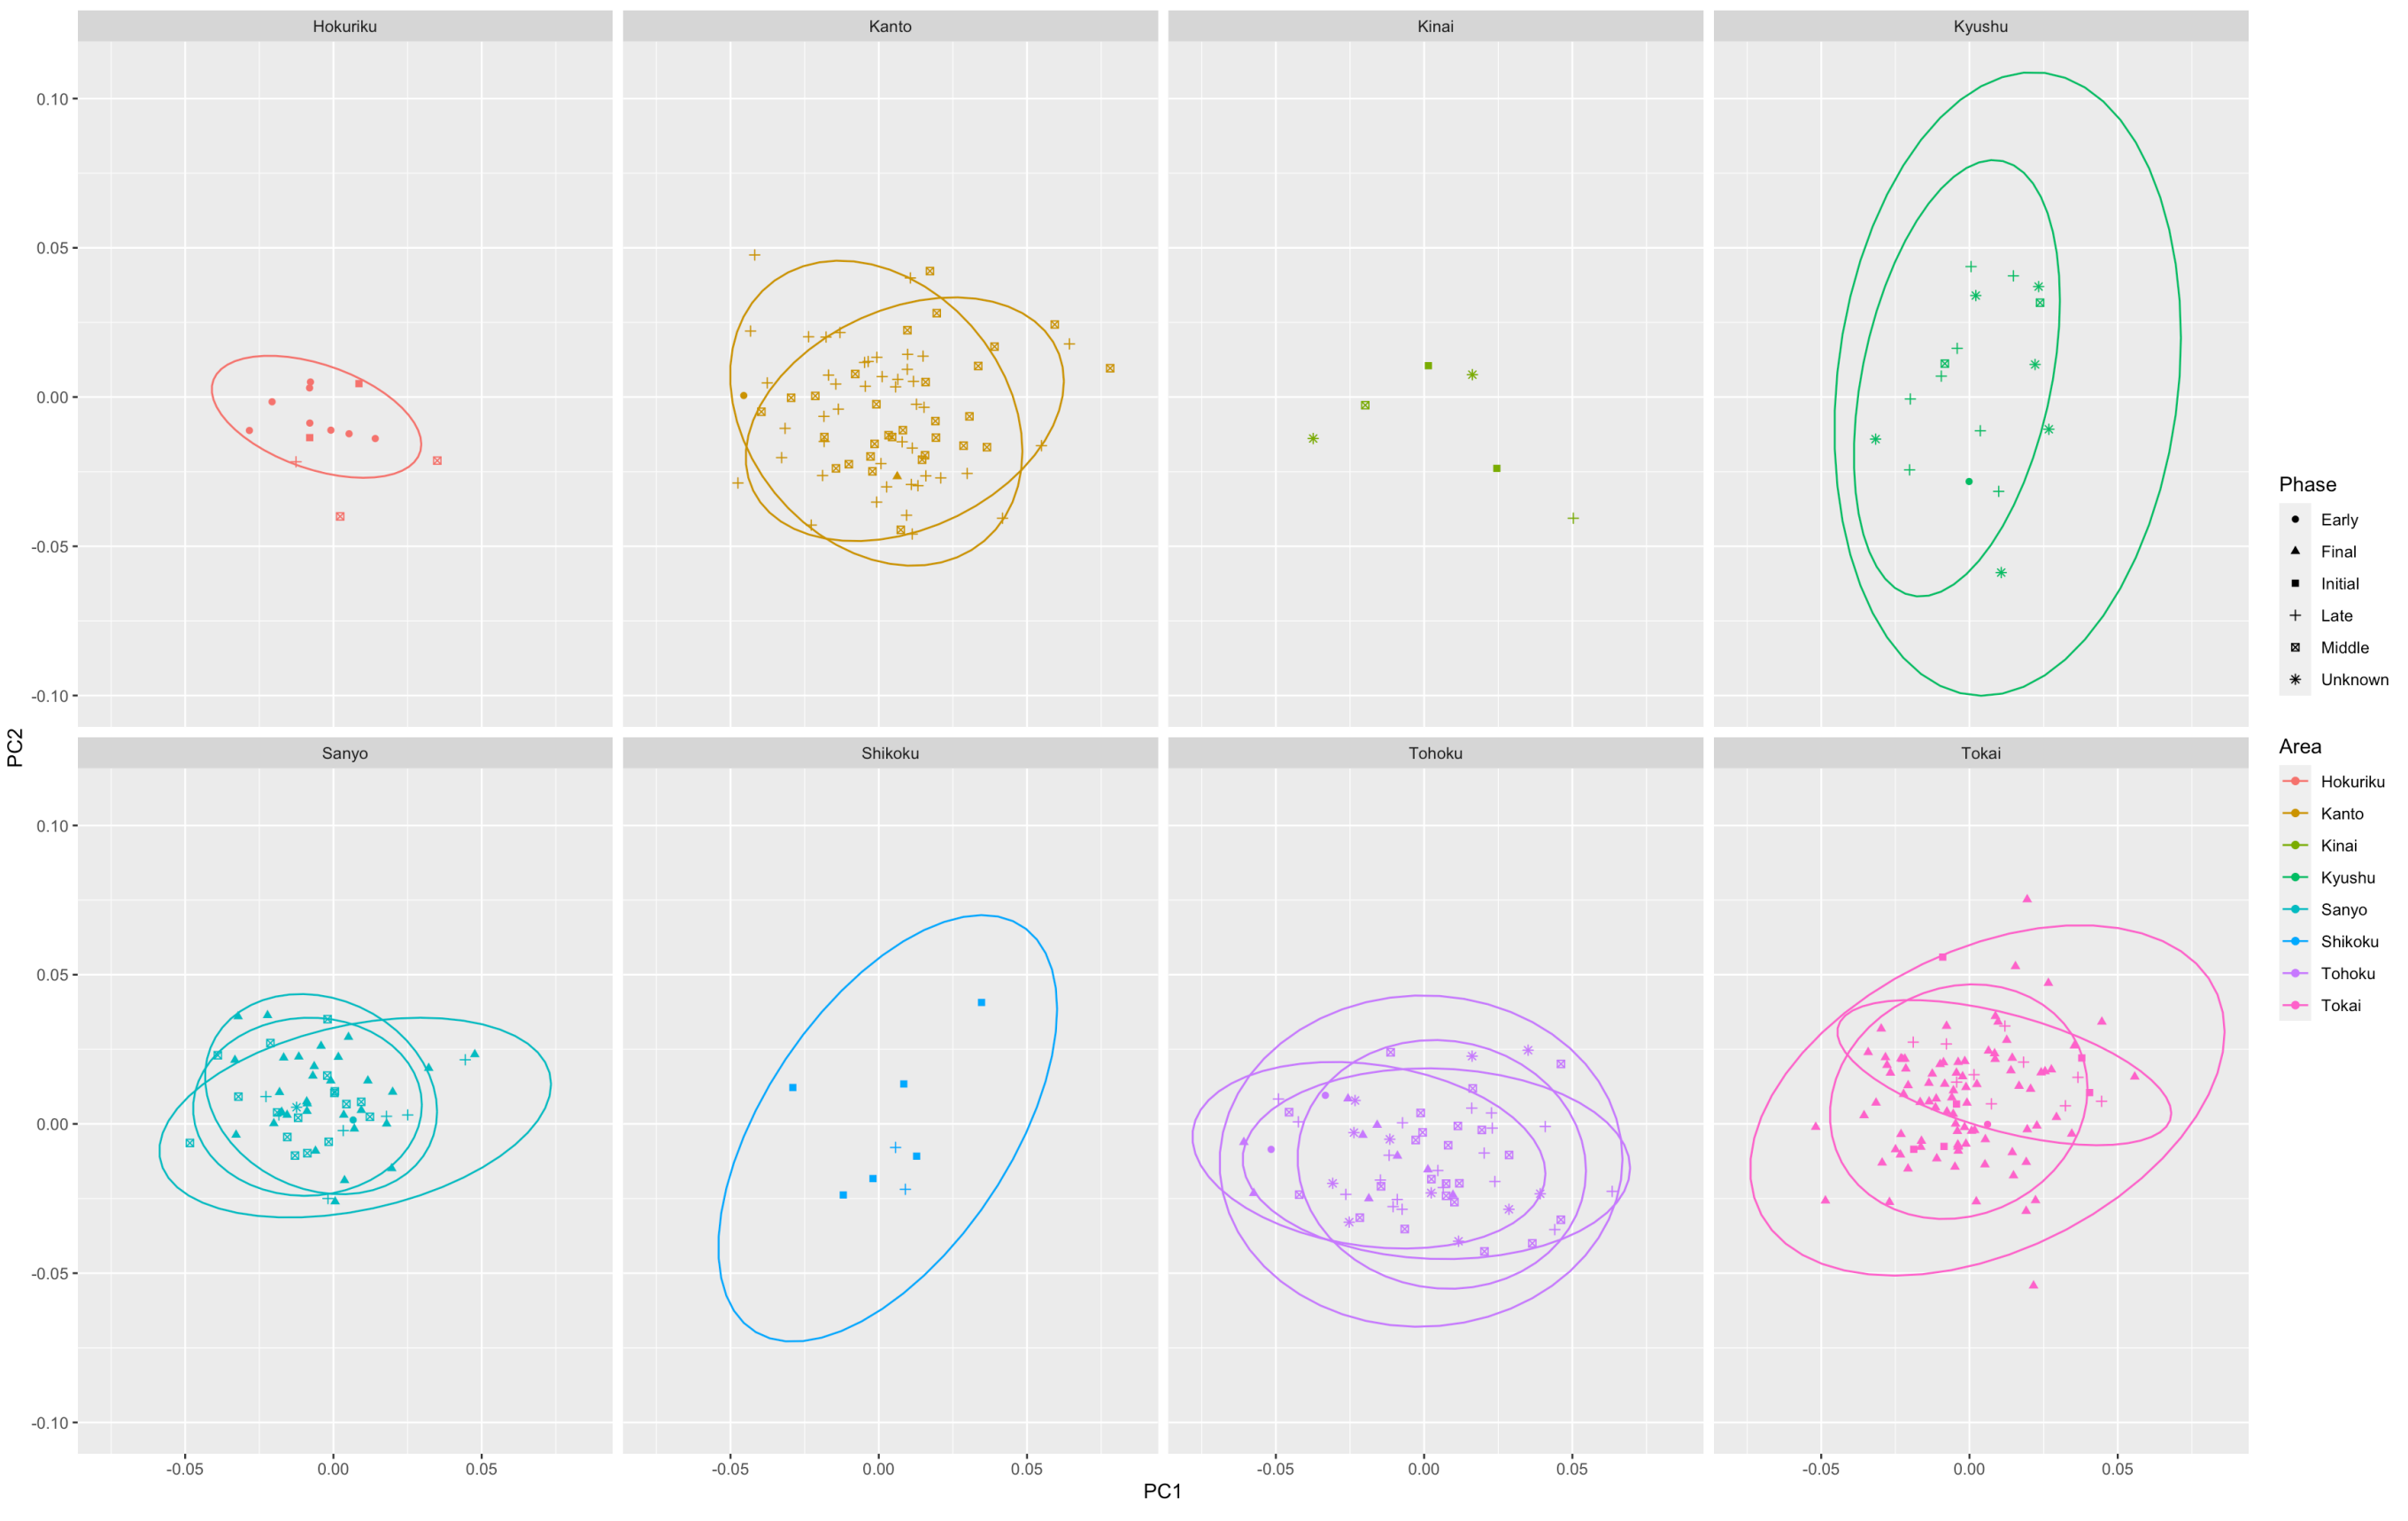 Hokuriku
Kanto
Kinai
Kyushu
0.10
0.05
0.00
-0.05
-0.10
Sanyo
Shikoku
Tohoku
Tokai
0.10
0.05
0.00
-0.05
-0.10
-0.05 0.00 0.05
-0.05 0.00 0.05
-0.05 0.00 0.05
-0.05 0.00 0.05
PC1
PC2
Phase
Early
Final
Initial
Late
Middle
Unknown
Area
Hokuriku
Kanto
Kinai
Kyushu
Sanyo
Shikoku
Tohoku
Tokai